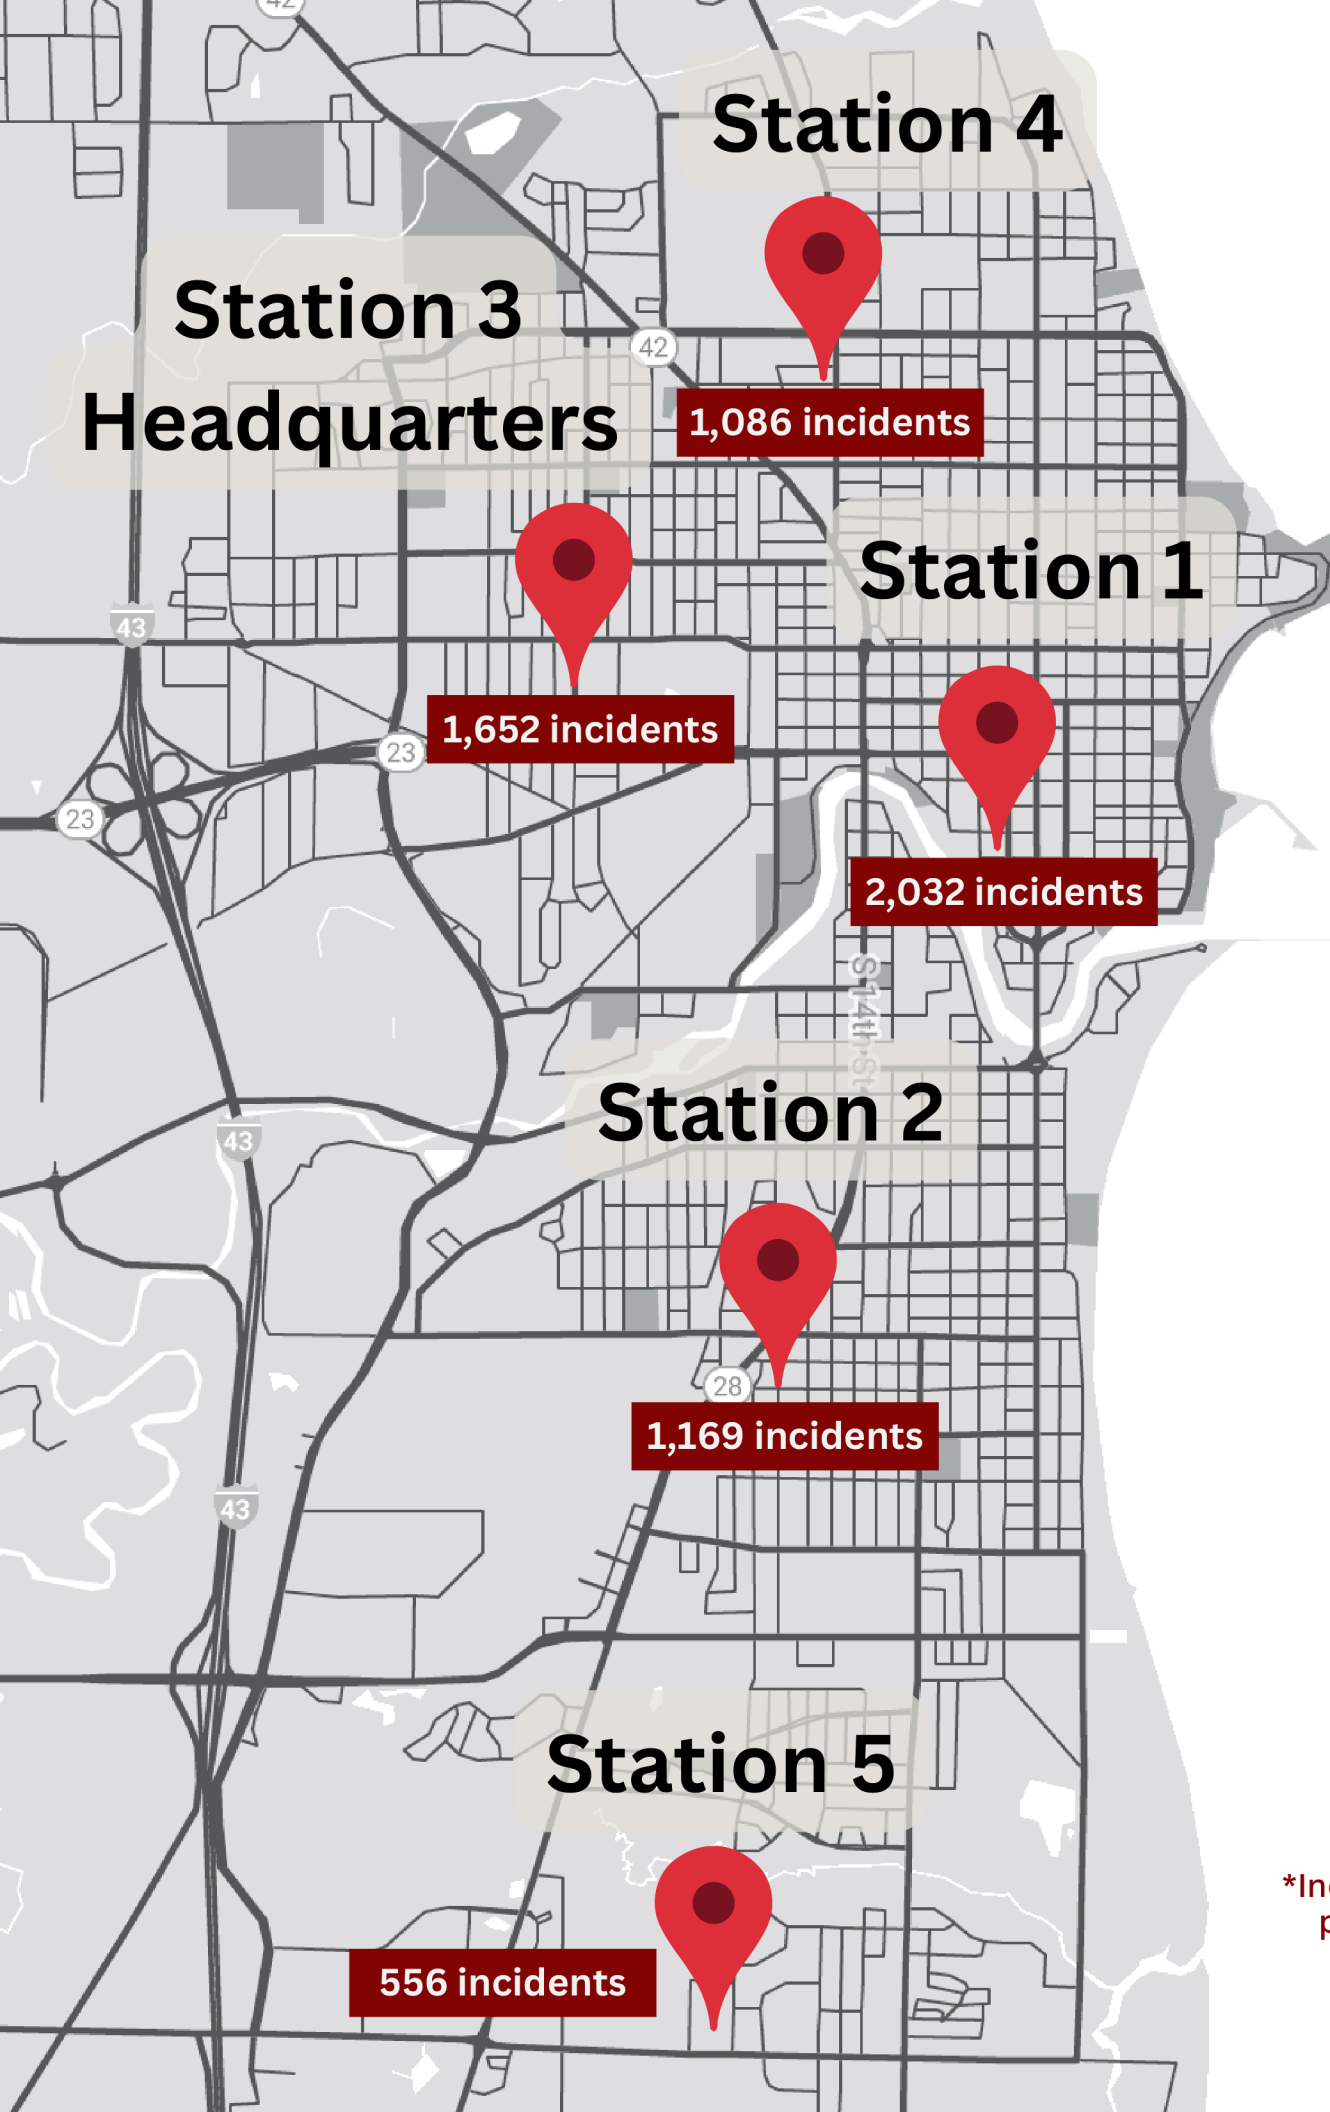 42
Station 4
Station 3
Headquarters
42
1,086 incidents
Station 1
43
1,652 incidents
23
23
2,032 incidents
S 14th St
Station 2
43
28
1,169 incidents
43
Station 5
556 incidents